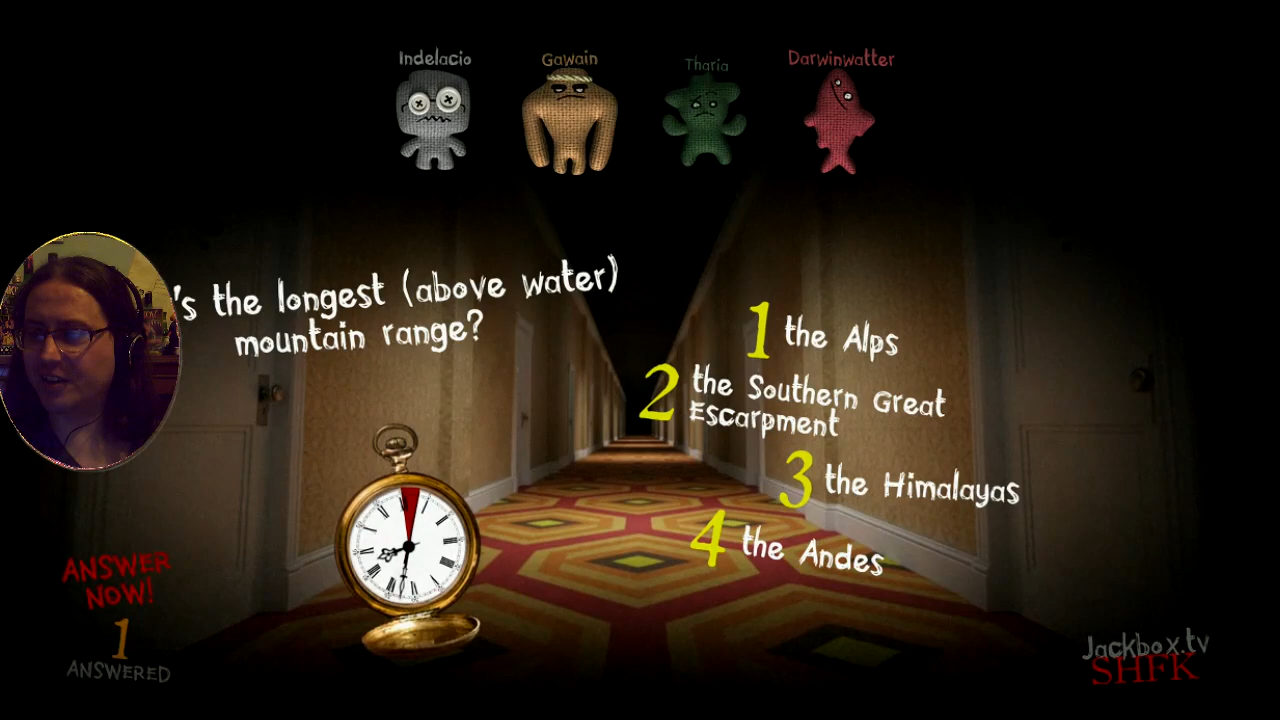 Indelacio
Gawain
Tharia
Darwinwatter
's the longest (above water)
mountain range?
1 the Alps
2 the Southern Great
Escarpment
3 the Himalayas
4 the Andes
ANSWER
NOW!
1
ANSWERED
Jackbox.tv
SHFK